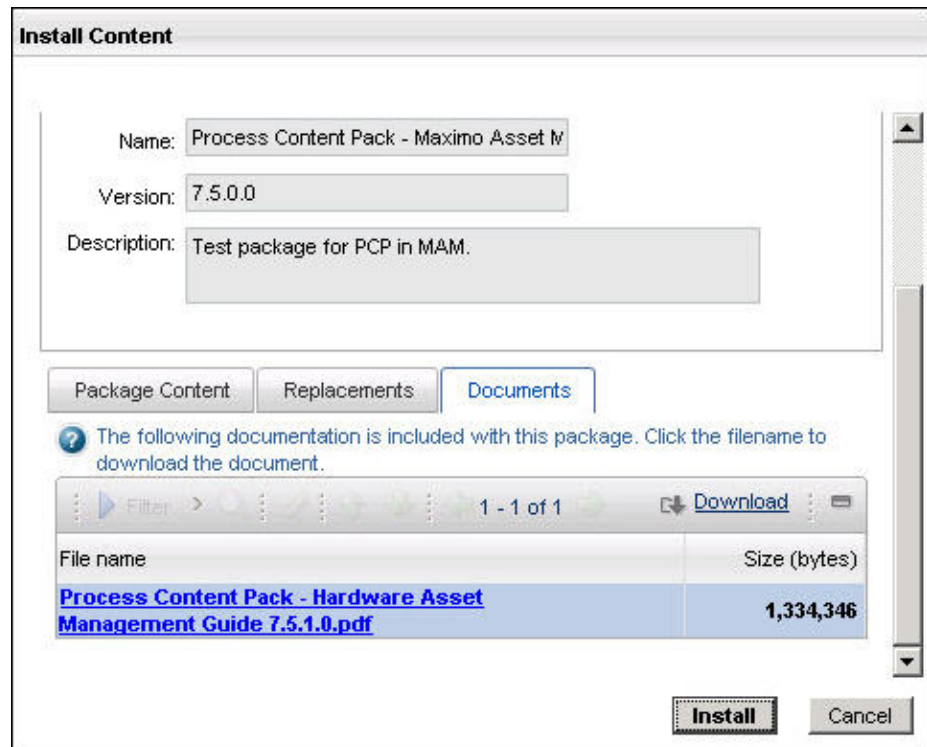 Install Content
Name: Process Content Pack - Maximo Asset M
Version: 7.5.0.0
Description: Test package for PCP in MAM.
Package Content Replacements Documents
The following documentation is included with this package. Click the filename to
download the document.
Filter 1 - 1 of 1 Download
File name Size (bytes)
Process Content Pack - Hardware Asset
Management Guide 7.5.1.0.pdf 1,334,346
Install Cancel